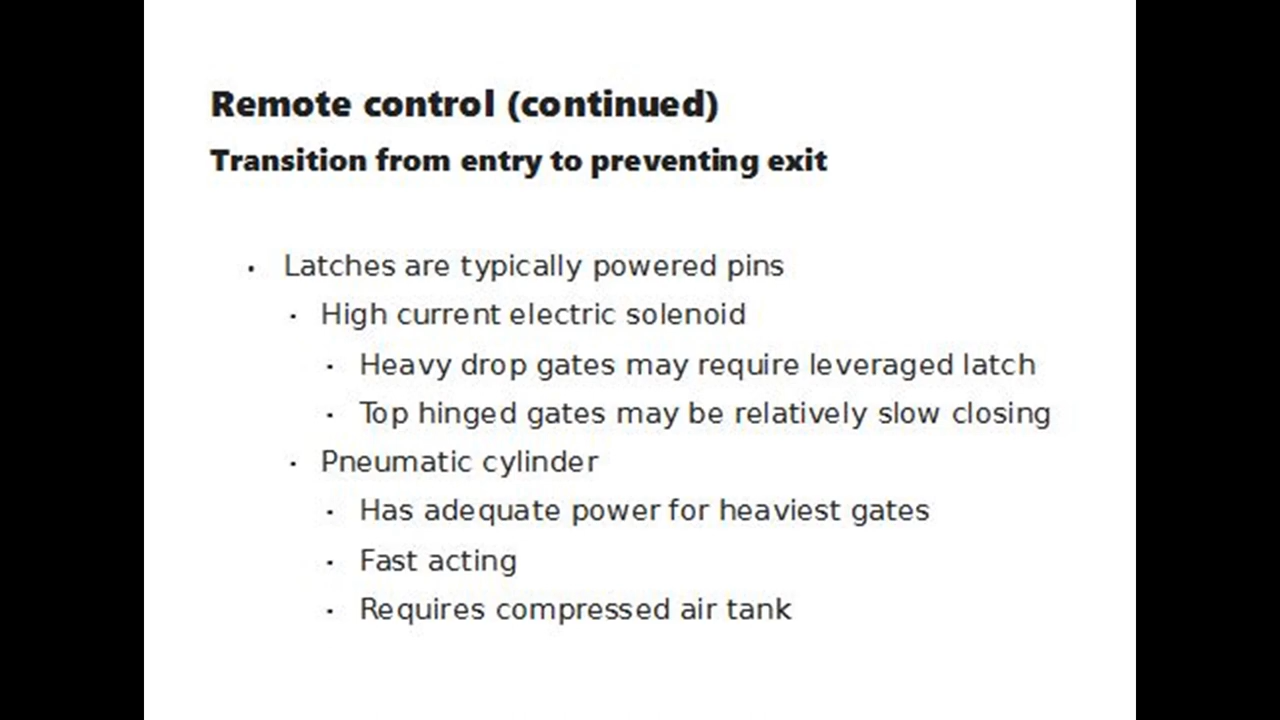 Remote control (continued)
Transition from entry to preventing exit
· Latches are typically powered pins
· High current electric solenoid
· Heavy drop gates may require leveraged latch
· Top hinged gates may be relatively slow closing
· Pneumatic cylinder
· Has adequate power for heaviest gates
· Fast acting
· Requires compressed air tank